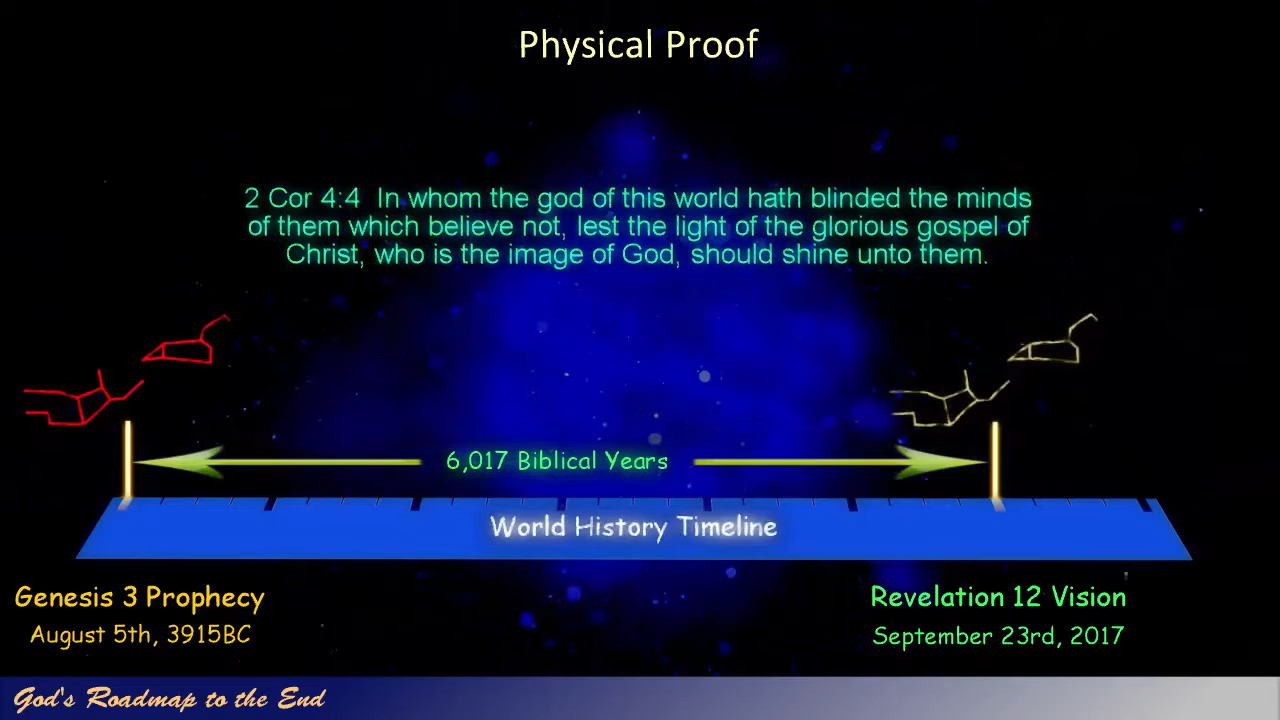 Physical Proof
2 Cor 4:4 In whom the god of this world hath blinded the minds
of them which believe not, lest the light of the glorious gospel of
Christ, who is the image of God, should shine unto them.
6,017 Biblical Years
World History Timeline
Genesis 3 Prophecy
August 5th, 3915BC
Revelation 12 Vision
September 23rd, 2017
God's Roadmap to the End